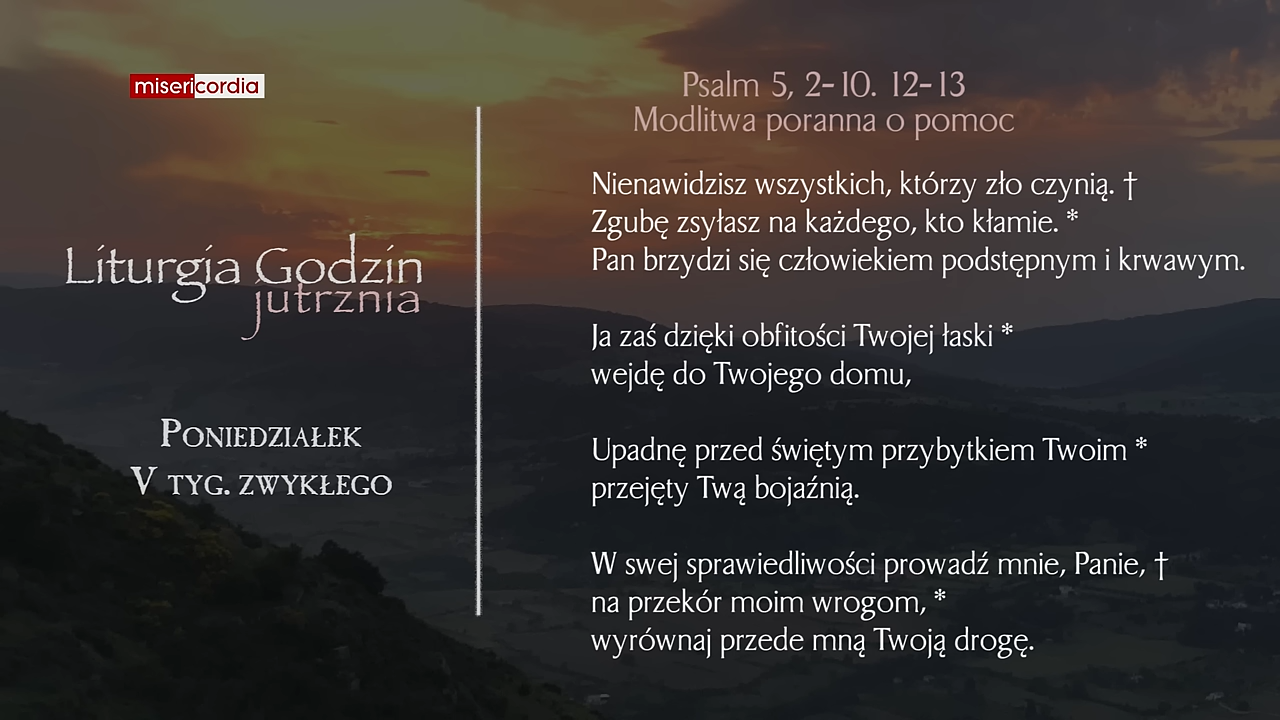 misericordia
Liturgia Godzin
jutrznia
Poniedziałek
V tyg. zwykłego
Psalm 5, 2-10. 12-13
Modlitwa poranna o pomoc
Nienawidzisz wszystkich, którzy zło czynią. †
Zgubę zsyłasz na każdego, kto kłamie. *
Pan brzydzi się człowiekiem podstępnym i krwawym.
Ja zaś dzięki obfitości Twojej łaski *
wejdę do Twojego domu,
Upadnę przed świętym przybytkiem Twoim *
przejęty Twą bojaźnią.
W swej sprawiedliwości prowadź mnie, Panie, †
na przekór moim wrogom, *
wyrównaj przede mną Twoją drogę.